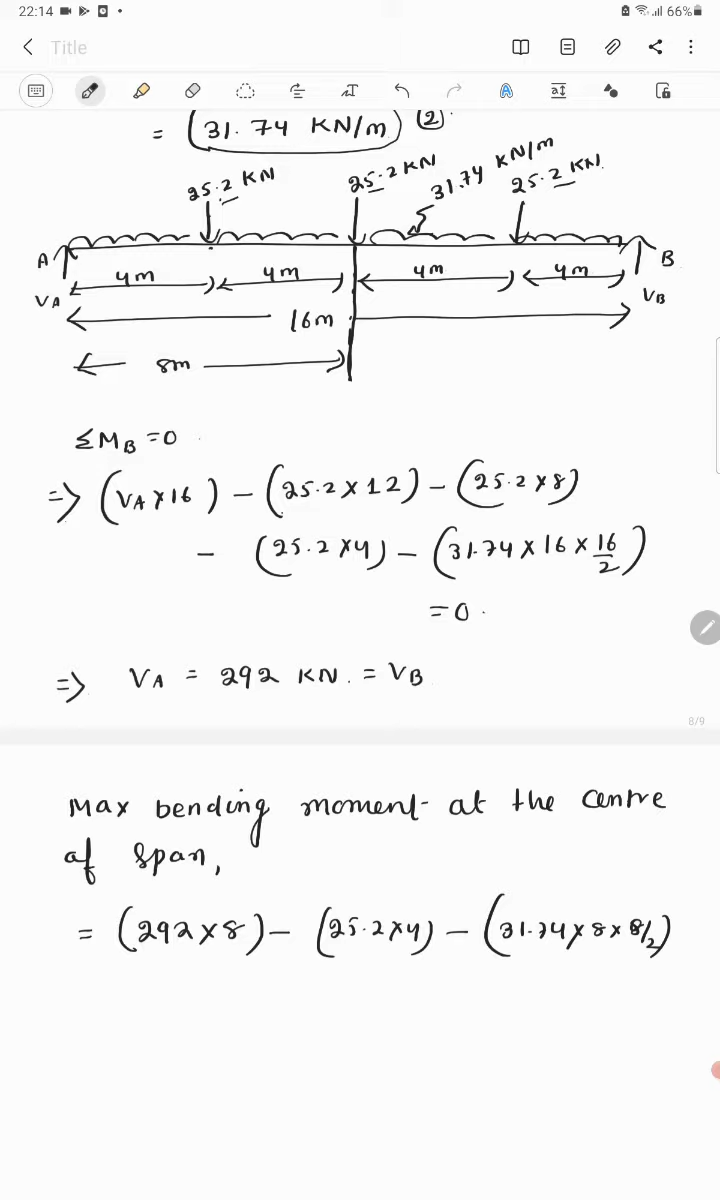 22:14
66%
Title
= (31.74 KN/m) (2).
25.2 KN
25.2 KN
31.74 KN/m
25.2 KN.
A
B
VA
4m
4m
4m
4m
VB
16m
8m
ΣMB = 0
=> (VA × 16) - (25.2 × 12) - (25.2 × 8)
- (25.2 × 4) - (31.74 × 16 × 16/2)
= 0.
=> VA = 292 KN. = VB
8/9
Max bending moment at the centre
of span,
= (292 × 8) - (25.2 × 4) - (31.74 × 8 × 8/2)